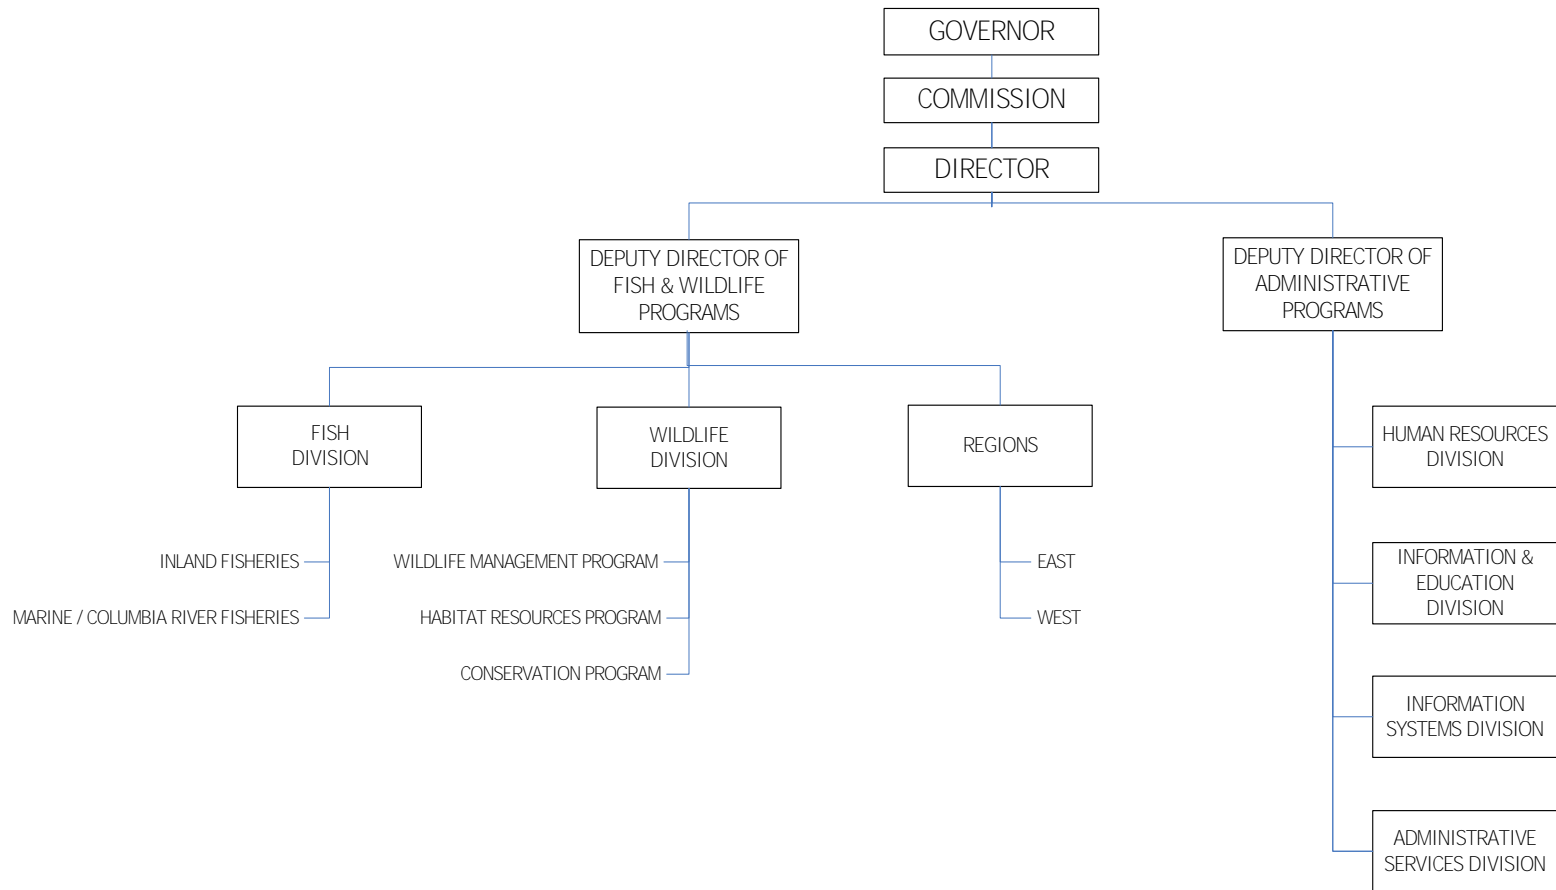 GOVERNOR
COMMISSION
DIRECTOR
DEPUTY DIRECTOR OF
FISH & WILDLIFE
PROGRAMS
DEPUTY DIRECTOR OF
ADMINISTRATIVE
PROGRAMS
FISH
DIVISION
WILDLIFE
DIVISION
REGIONS
INLAND FISHERIES
MARINE / COLUMBIA RIVER FISHERIES
WILDLIFE MANAGEMENT PROGRAM
HABITAT RESOURCES PROGRAM
CONSERVATION PROGRAM
EAST
WEST
HUMAN RESOURCES
DIVISION
INFORMATION &
EDUCATION
DIVISION
INFORMATION
SYSTEMS DIVISION
ADMINISTRATIVE
SERVICES DIVISION